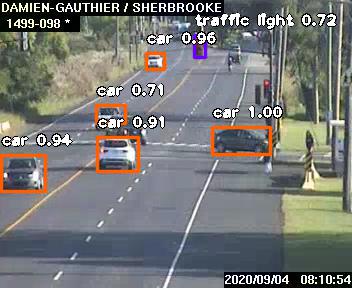 DAMIEN-GAUTHIER / SHERBROOKE
1499-098 *
traffic light 0.72
car 0.96
car 0.71
car 1.00
car 0.91
car 0.94
2020/09/04 08:10:54